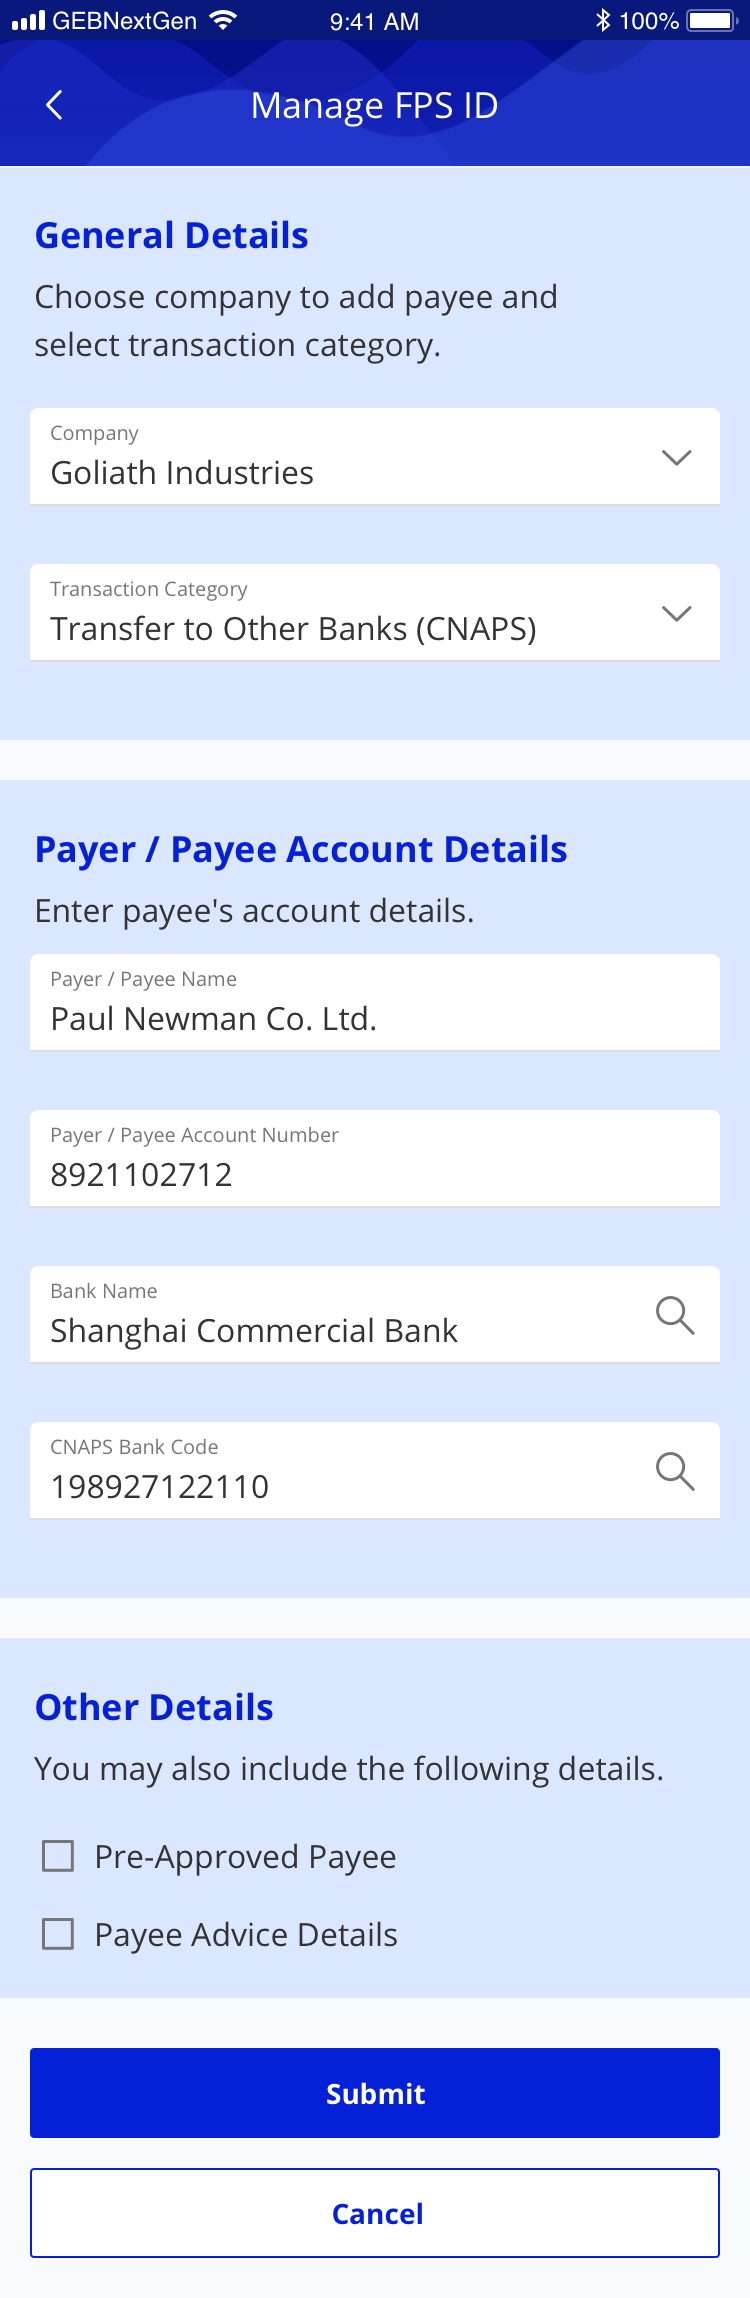 GEBNextGen 9:41 AM 100%
Manage FPS ID
General Details
Choose company to add payee and
select transaction category.
Company
Goliath Industries
Transaction Category
Transfer to Other Banks (CNAPS)
Payer / Payee Account Details
Enter payee's account details.
Payer / Payee Name
Paul Newman Co. Ltd.
Payer / Payee Account Number
8921102712
Bank Name
Shanghai Commercial Bank
CNAPS Bank Code
198927122110
Other Details
You may also include the following details.
Pre-Approved Payee
Payee Advice Details
Submit
Cancel